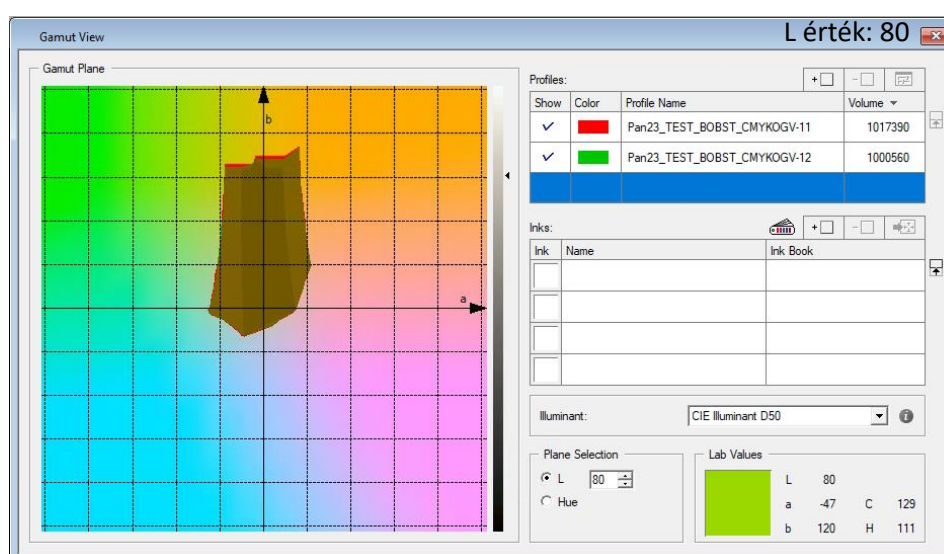 L érték: 80
Gamut View
Gamut Plane
b
a
Profiles:
Show Color Profile Name Volume
Pan23_TEST_BOBST_CMYKOGV-11 1017390
Pan23_TEST_BOBST_CMYKOGV-12 1000560
Inks:
Ink Name Ink Book
Illuminant: CIE Illuminant D50
Plane Selection
L 80
Hue
Lab Values
L 80
a -47 C 129
b 120 H 111